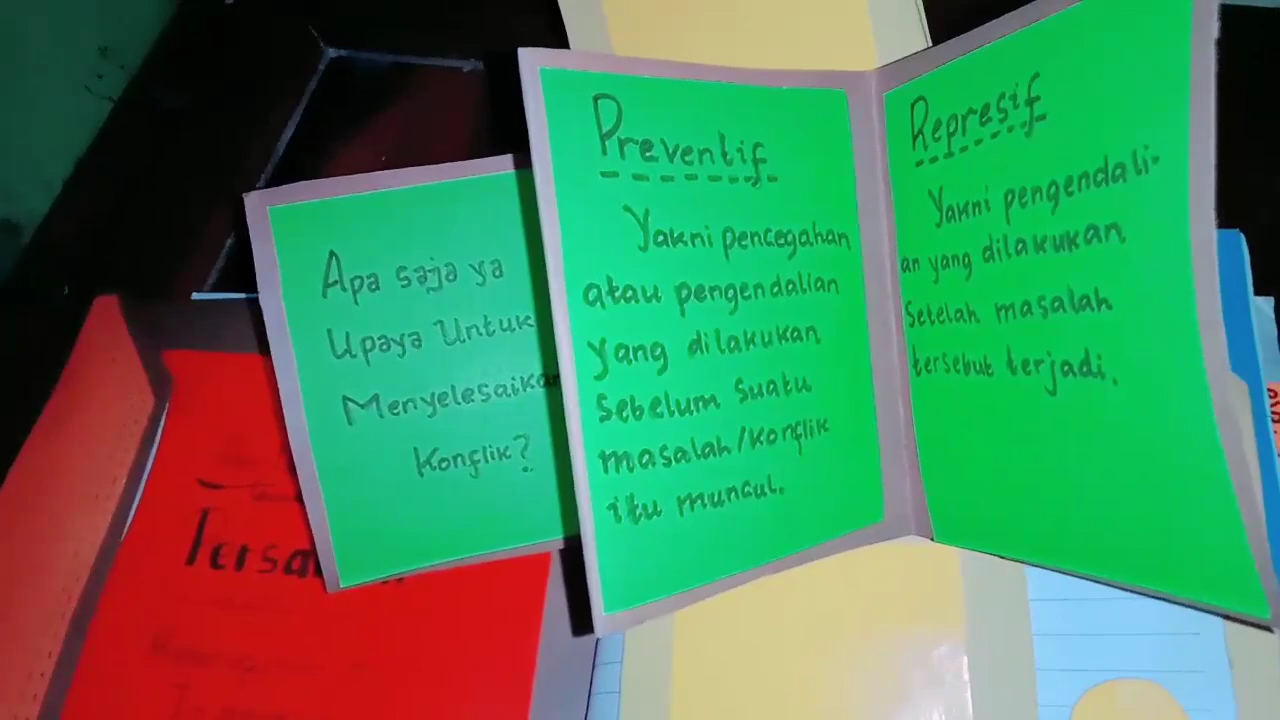 Apa saja ya
Upaya Untuk
Menyelesaikan
Konflik?
Preventif
Yakni pencegahan
atau pengendalian
yang dilakukan
Sebelum Suatu
masalah/Konflik
itu muncul.
Represif
Yakni pengendali-
an yang dilakukan
Setelah masalah
tersebut terjadi.